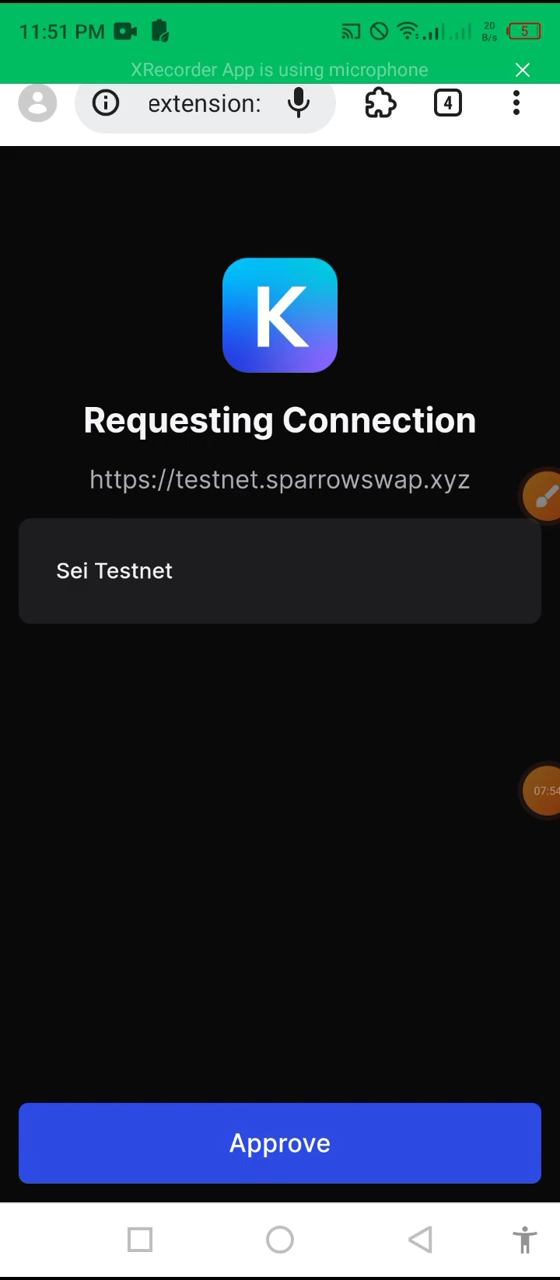 11:51 PM
20
B/s
5
XRecorder App is using microphone
extension:
4
K
Requesting Connection
https://testnet.sparrowswap.xyz
Sei Testnet
07:54
Approve